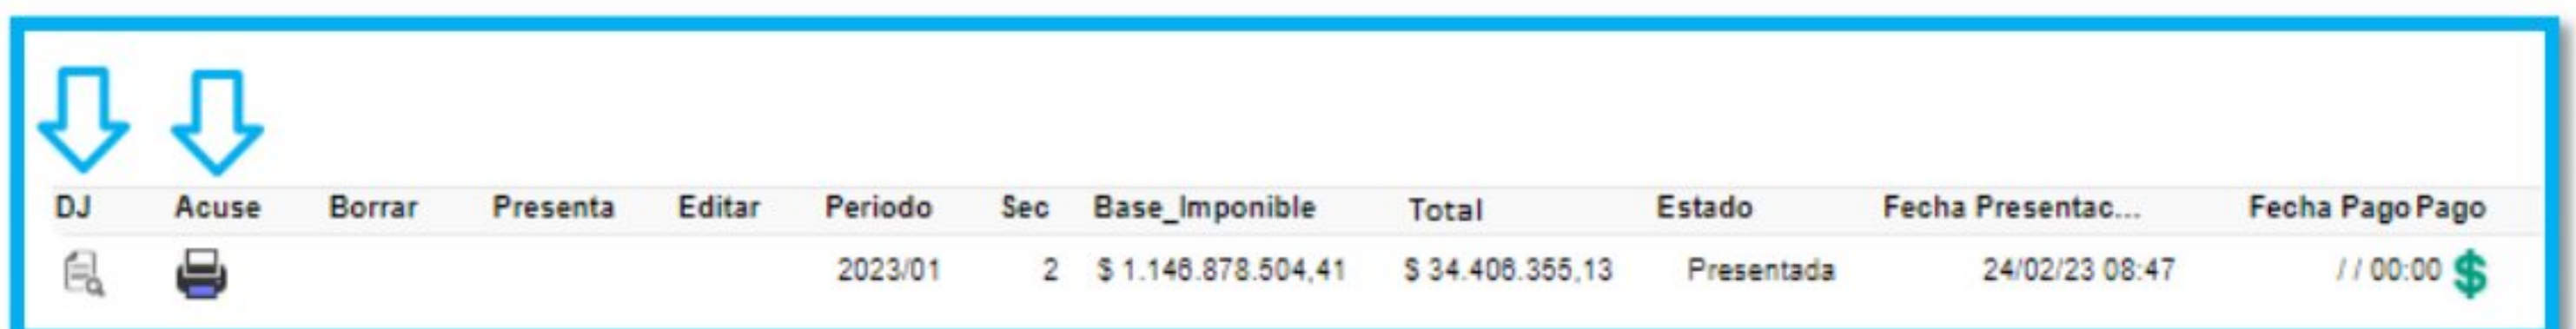 DJ Acuse Borrar Presenta Editar Periodo Sec Base_Imponible Total Estado Fecha Presentac... Fecha Pago Pago
2023/01 2 $ 1.146.878.504,41 $ 34.406.355,13 Presentada 24/02/23 08:47 / / 00:00 $